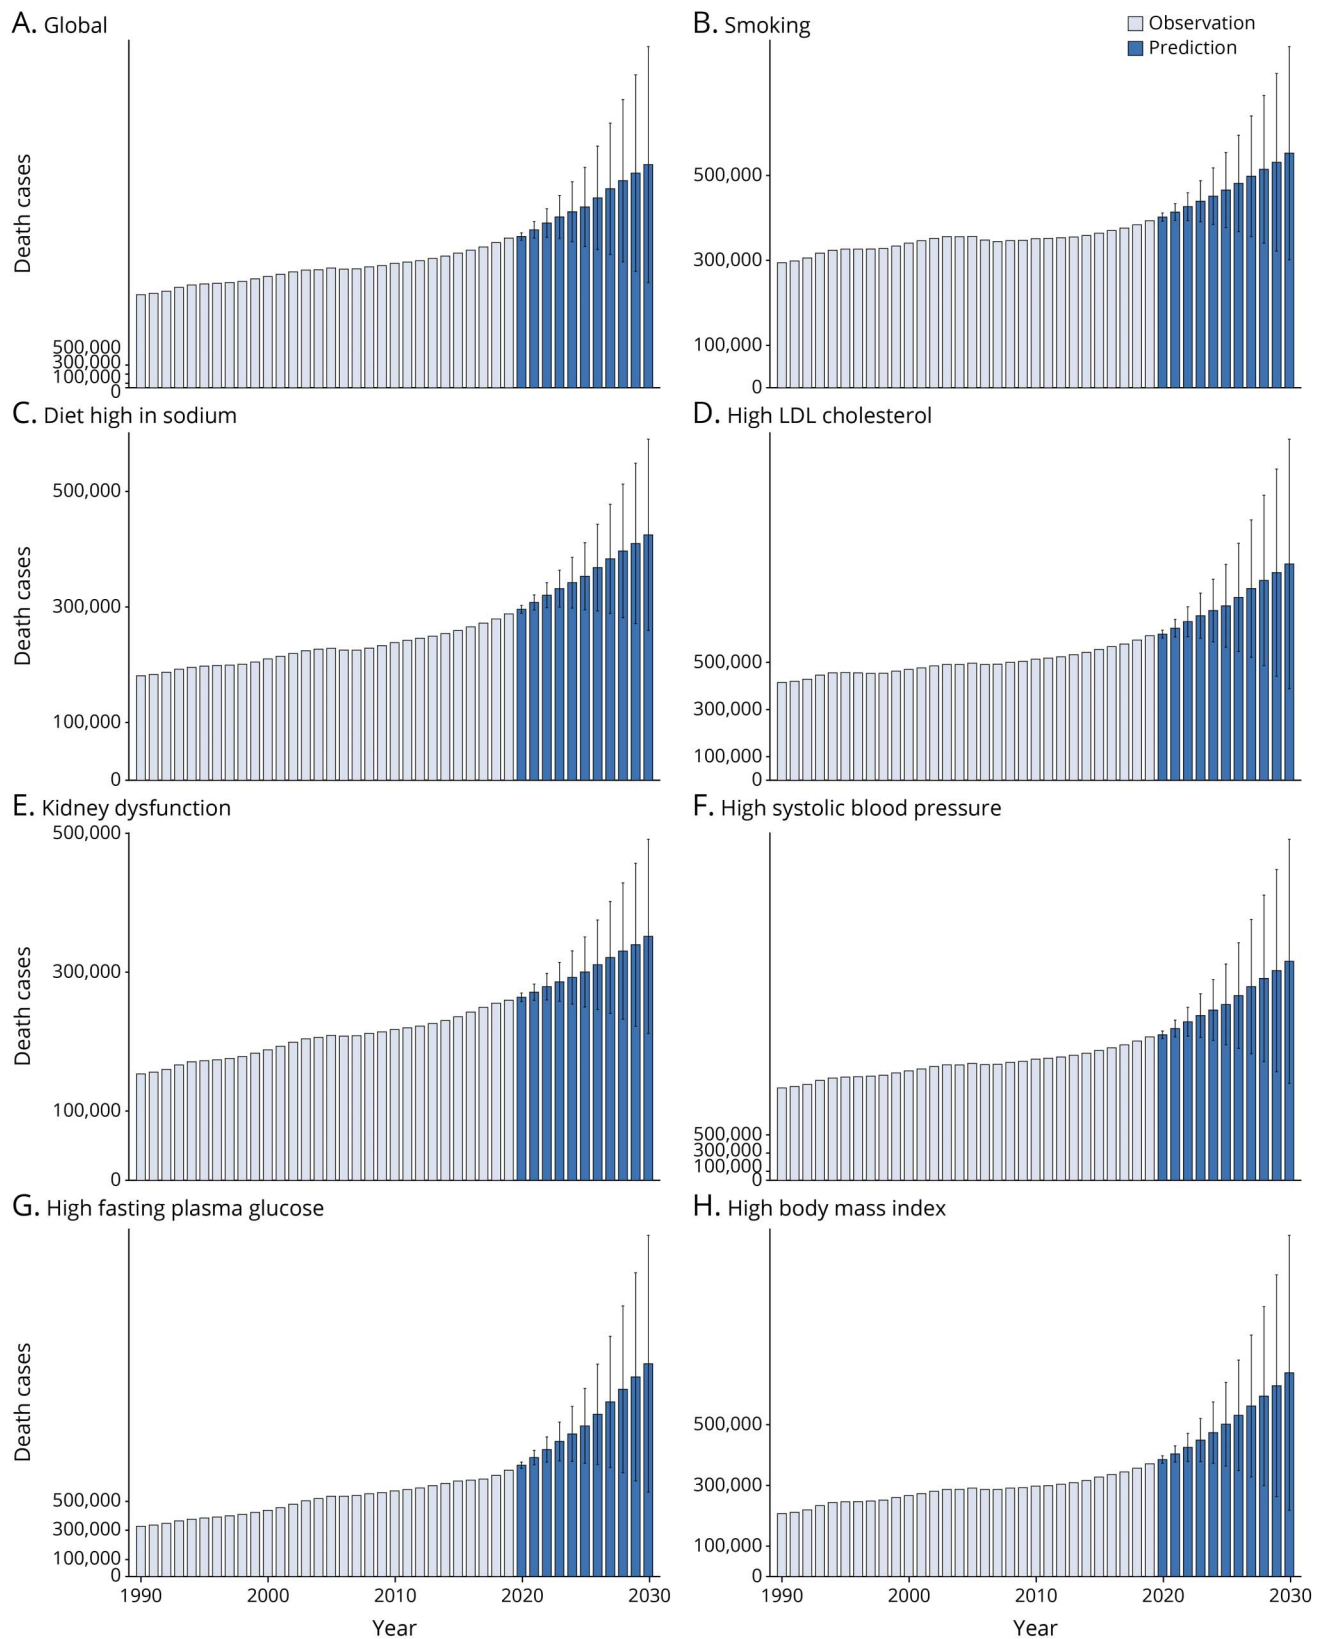 A. Global
Death cases
500,000
300,000
100,000
0
B. Smoking
Observation
Prediction
500,000
300,000
100,000
0
C. Diet high in sodium
Death cases
500,000
300,000
100,000
0
D. High LDL cholesterol
500,000
300,000
100,000
0
E. Kidney dysfunction
Death cases
500,000
300,000
100,000
0
F. High systolic blood pressure
500,000
300,000
100,000
0
G. High fasting plasma glucose
Death cases
500,000
300,000
100,000
0
1990 2000 2010 2020 2030
Year
H. High body mass index
500,000
300,000
100,000
0
1990 2000 2010 2020 2030
Year